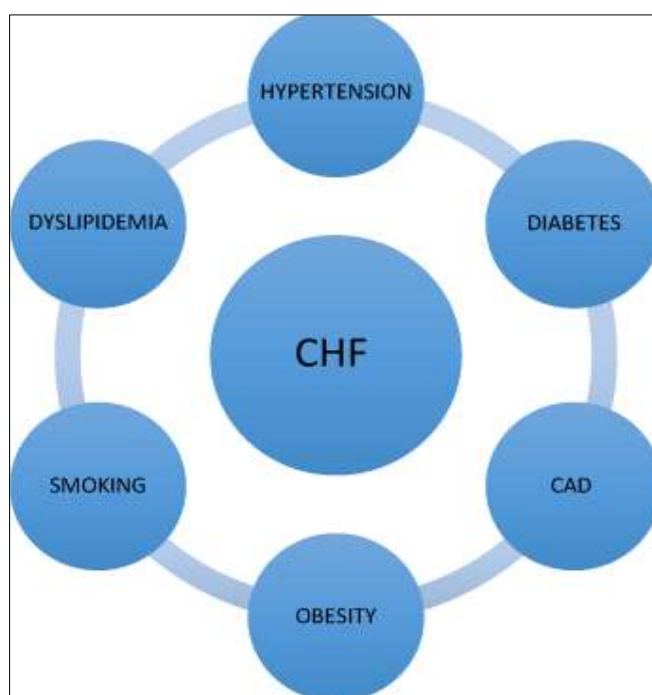 HYPERTENSION
DYSLIPIDEMIA
DIABETES
CHF
SMOKING
CAD
OBESITY